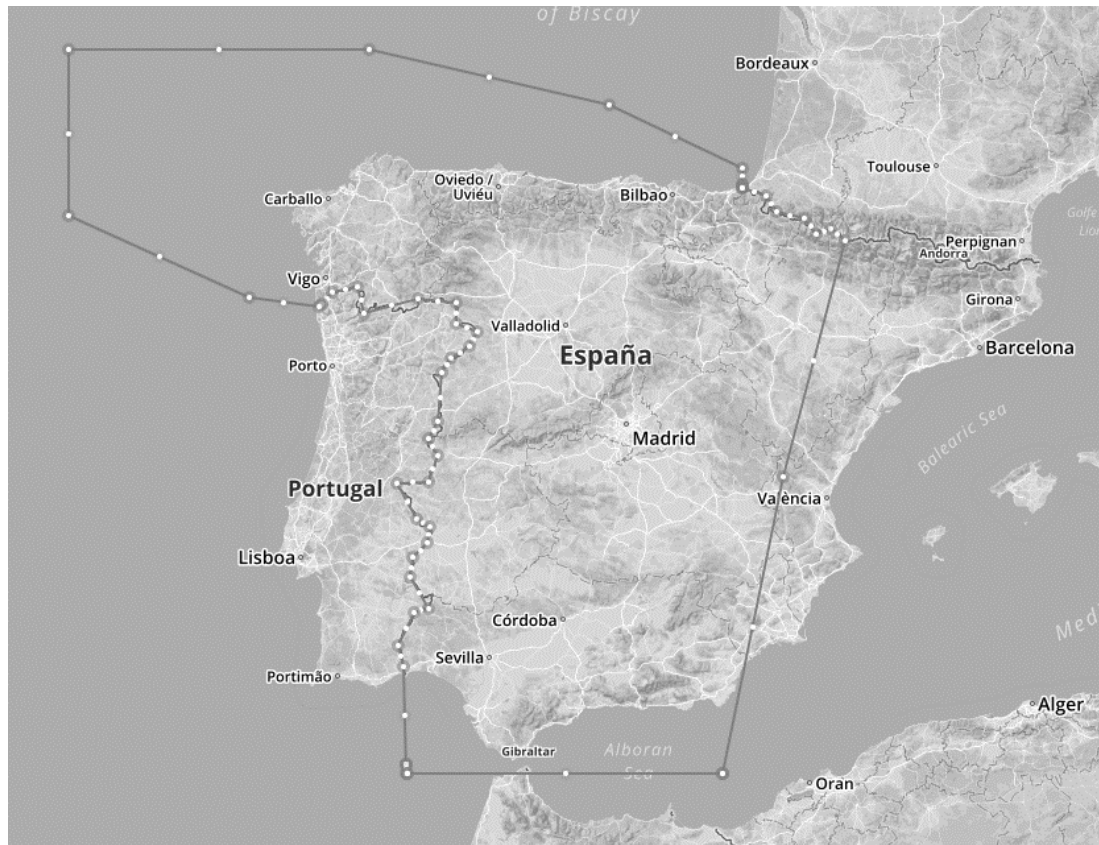 of Biscay
Bordeaux
Toulouse
Oviedo /
Uviéu
Bilbao
Carballo
Golfe
Lion
Perpignan
Andorra
Vigo
Girona
Valladolid
Barcelona
España
Porto
Balearic Sea
Madrid
Portugal
València
Lisboa
Córdoba
Medi
Sevilla
Portimão
Alger
Gibraltar
Alboran
Sea
Oran